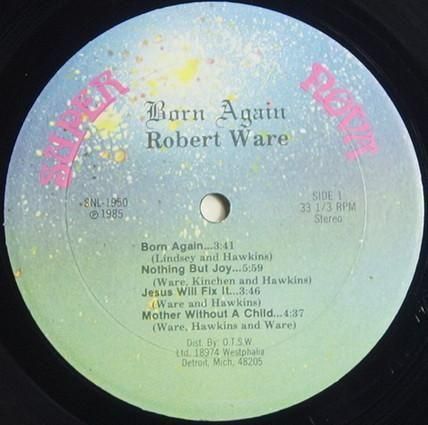 SUPER
Born Again
Robert Ware
SNL-1950
℗ 1985
SIDE 1
33 1/3 RPM
Stereo
Born Again...3:41
(Lindsey and Hawkins)
Nothing But Joy...5:59
(Ware, Kinchen and Hawkins)
Jesus Will Fix It...3:46
(Ware and Hawkins)
Mother Without A Child...4:37
(Ware, Hawkins and Ware)
Dist. By: O.T.S.W.
Ltd. 18974 Westphalia
Detroit, Mich, 48205